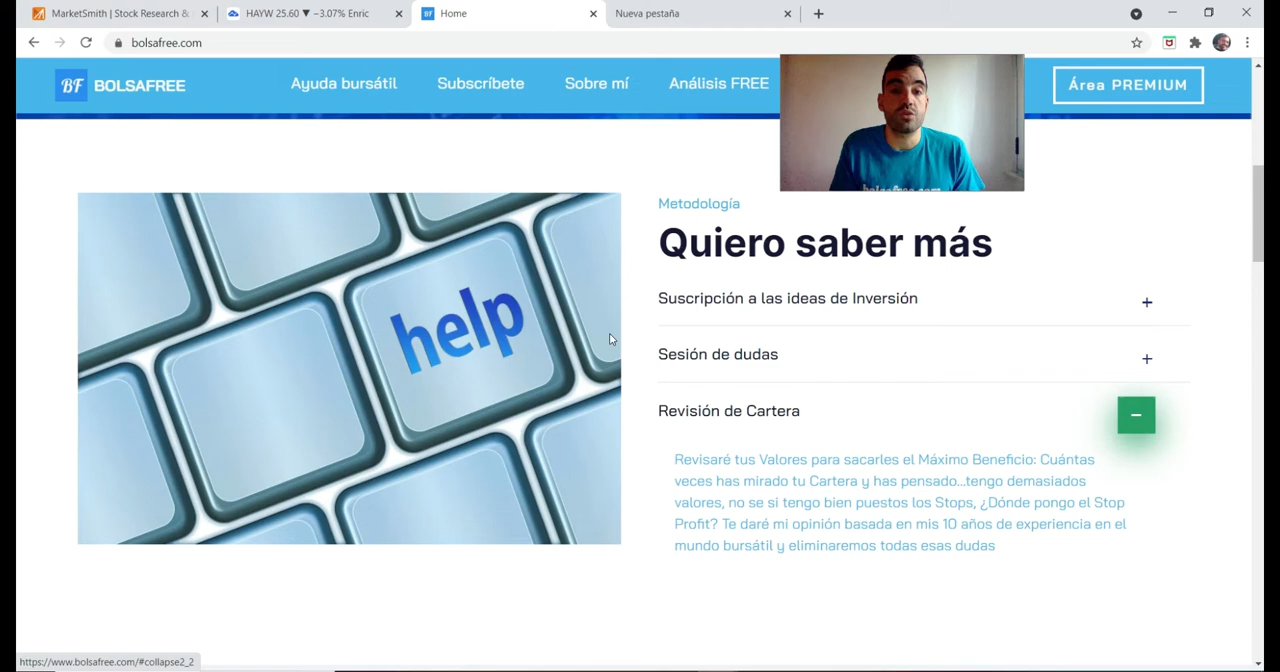 MarketSmith | Stock Research &
HAYW 25.60 ▼ −3.07% Enric
Home
Nueva pestaña
bolsafree.com
BF BOLSAFREE
Ayuda bursátil
Subscríbete
Sobre mí
Análisis FREE
Área PREMIUM
bolsafree.com
help
Metodología
Quiero saber más
Suscripción a las ideas de Inversión
Sesión de dudas
Revisión de Cartera
Revisaré tus Valores para sacarles el Máximo Beneficio: Cuántas
veces has mirado tu Cartera y has pensado...tengo demasiados
valores, no se si tengo bien puestos los Stops, ¿Dónde pongo el Stop
Profit? Te daré mi opinión basada en mis 10 años de experiencia en el
mundo bursátil y eliminaremos todas esas dudas
https://www.bolsafree.com/#collapse2_2